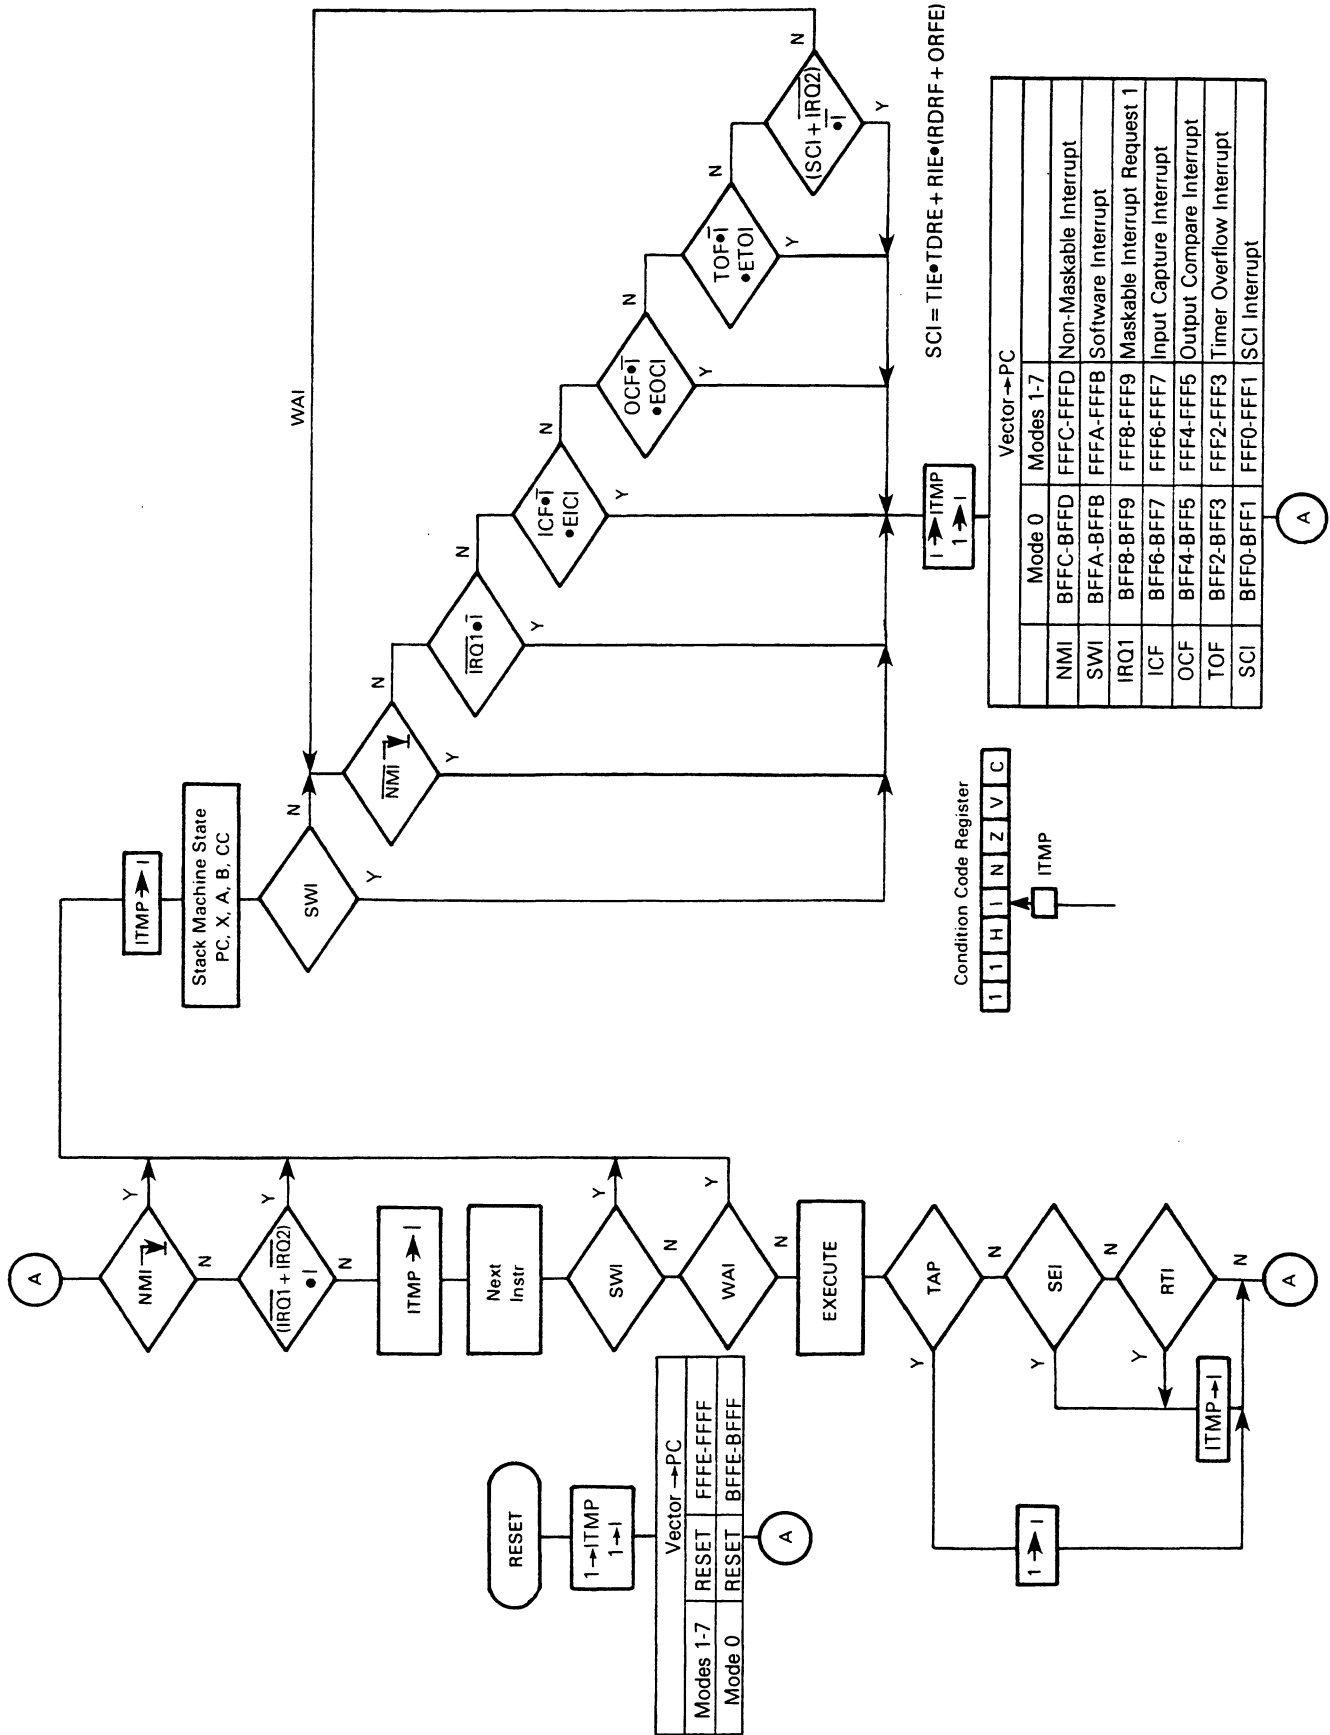 A
NMI
Y
N
(IRQ1 + IRQ2)
•I
Y
N
ITMP → I
Next
Instr
SWI
Y
N
WAI
Y
N
EXECUTE
TAP
Y
N
SEI
Y
N
RTI
Y
N
1 → I
ITMP → I
A
RESET
1→ITMP
1→I
Vector → PC
Modes 1-7 RESET FFFE-FFFF
Mode 0 RESET BFFE-BFFF
A
ITMP → I
Stack Machine State
PC, X, A, B, CC
SWI
N
Y
WAI
NMI
N
Y
IRQ1•I̅
N
Y
ICF•I̅
•EICI
N
Y
OCF•I̅
•EOCI
N
Y
TOF•I̅
•ETOI
N
Y
(SCI + IRQ2)
•I̅
N
Y
SCI = TIE•TDRE + RIE•(RDRF + ORFE)
I → ITMP
1 → I
Vector → PC
Mode 0 Modes 1-7
NMI BFFC-BFFD FFFC-FFFD Non-Maskable Interrupt
SWI BFFA-BFFB FFFA-FFFB Software Interrupt
IRQ1 BFF8-BFF9 FFF8-FFF9 Maskable Interrupt Request 1
ICF BFF6-BFF7 FFF6-FFF7 Input Capture Interrupt
OCF BFF4-BFF5 FFF4-FFF5 Output Compare Interrupt
TOF BFF2-BFF3 FFF2-FFF3 Timer Overflow Interrupt
SCI BFF0-BFF1 FFF0-FFF1 SCI Interrupt
A
Condition Code Register
1 1 H I N Z V C
ITMP